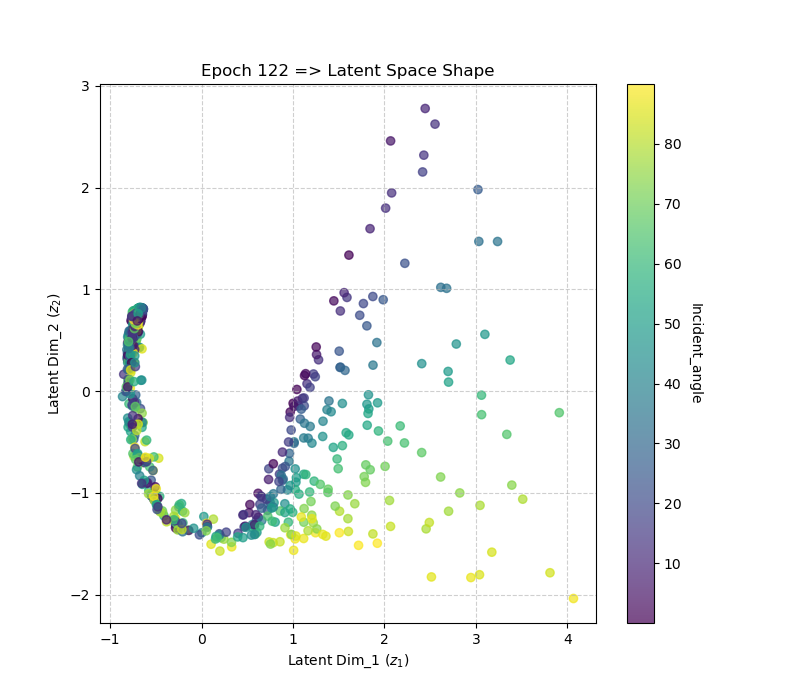 Epoch 122 => Latent Space Shape
3
2
1
0
−1
−2
Latent Dim_2 (z₂)
−1 0 1 2 3 4
Latent Dim_1 (z₁)
80
70
60
50
40
30
20
10
Incident_angle